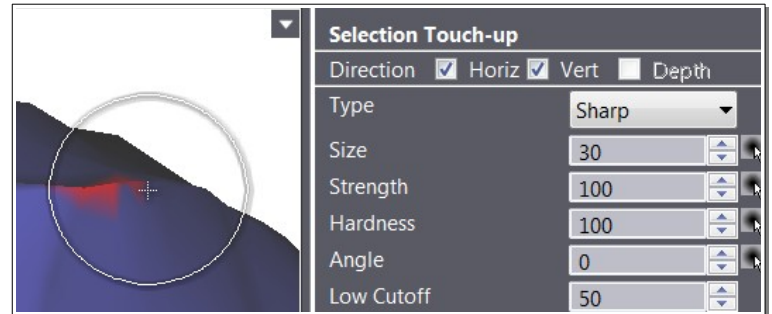 Selection Touch-up
Direction Horiz Vert Depth
Type Sharp
Size 30
Strength 100
Hardness 100
Angle 0
Low Cutoff 50